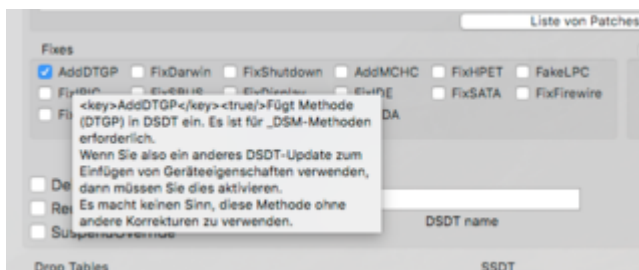 Liste von Patches
Fixes
AddDTGP FixDarwin FixShutdown AddMCHC FixHPET FakeLPC
FixSATA FixFirewire
<key>AddDTGP</key><true/>Fügt Methode
(DTGP) in DSDT ein. Es ist für _DSM-Methoden
erforderlich.
Wenn Sie also ein anderes DSDT-Update zum
Einfügen von Geräteeigenschaften verwenden,
dann müssen Sie dies aktivieren.
Es macht keinen Sinn, diese Methode ohne
andere Korrekturen zu verwenden.
DSDT name
Drop Tables SSDT